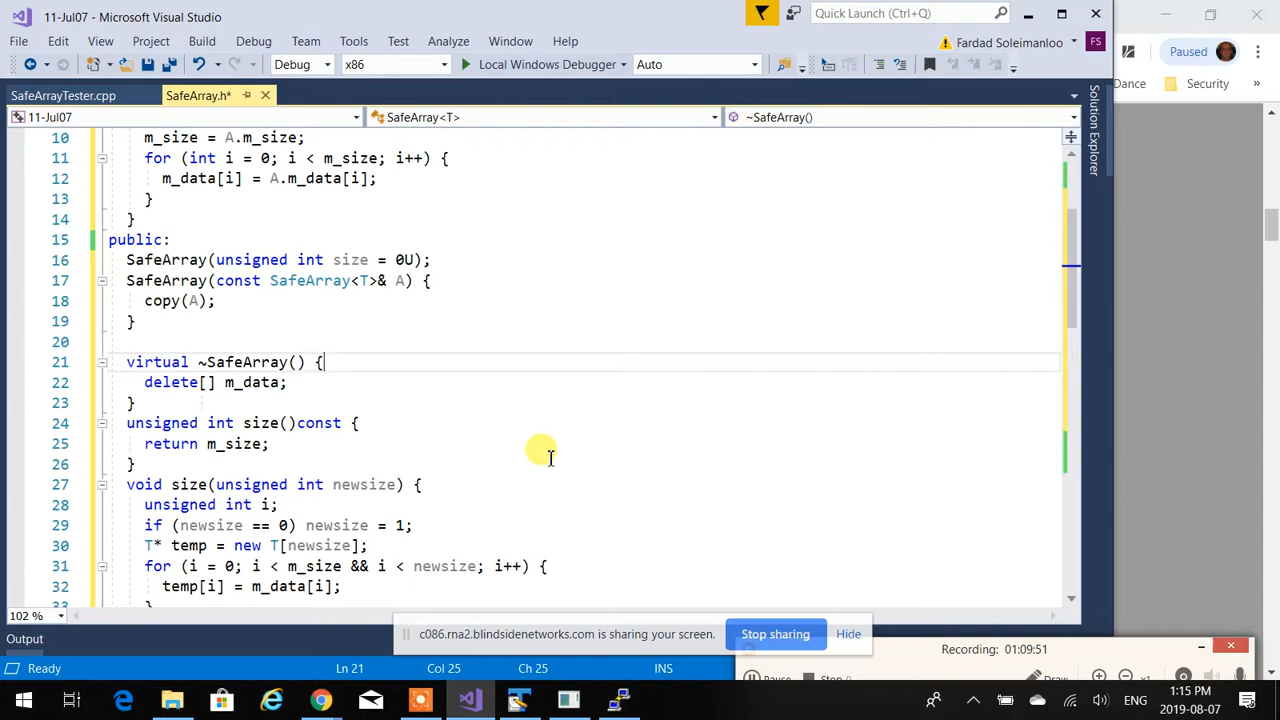 11-Jul07 - Microsoft Visual Studio
Quick Launch (Ctrl+Q)
File Edit View Project Build Debug Team Tools Test Analyze Window Help
Fardad Soleimanloo FS
Paused
Debug x86 Local Windows Debugger Auto
Dance Security »
SafeArrayTester.cpp SafeArray.h*
11-Jul07 SafeArray<T> ~SafeArray()
Solution Explorer
10 m_size = A.m_size;
11 for (int i = 0; i < m_size; i++) {
12 m_data[i] = A.m_data[i];
13 }
14 }
15 public:
16 SafeArray(unsigned int size = 0U);
17 SafeArray(const SafeArray<T>& A) {
18 copy(A);
19 }
20
21 virtual ~SafeArray() {
22 delete[] m_data;
23 }
24 unsigned int size()const {
25 return m_size;
26 }
27 void size(unsigned int newsize) {
28 unsigned int i;
29 if (newsize == 0) newsize = 1;
30 T* temp = new T[newsize];
31 for (i = 0; i < m_size && i < newsize; i++) {
32 temp[i] = m_data[i];
33 }
102 %
c086.rna2.blindsidenetworks.com is sharing your screen. Stop sharing Hide
Output
Recording: 01:09:51
Ready Ln 21 Col 25 Ch 25 INS
Pause Stop Draw x1
ENG
1:15 PM
2019-08-07